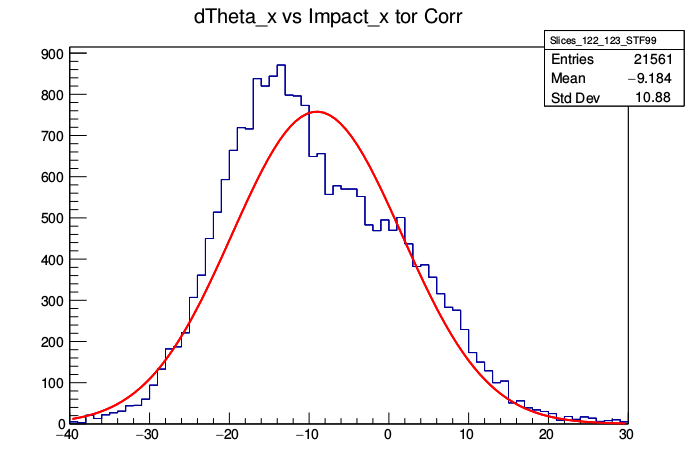 dTheta_x vs Impact_x tor Corr
Slices_122_123_STF99
Entries 21561
Mean −9.184
Std Dev 10.88
900
800
700
600
500
400
300
200
100
0
−40 −30 −20 −10 0 10 20 30